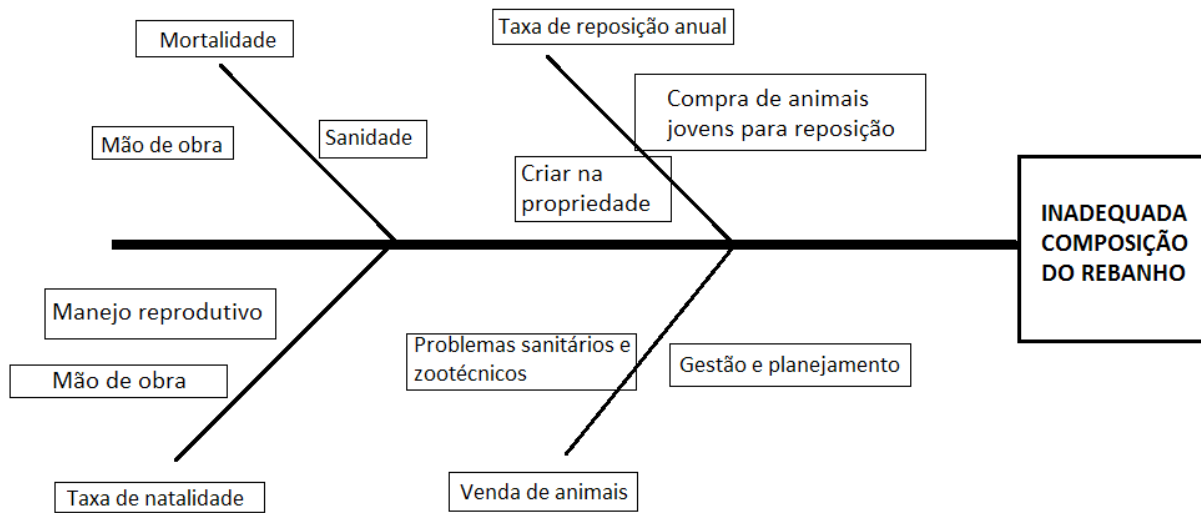 Mortalidade
Taxa de reposição anual
Compra de animais
jovens para reposição
Mão de obra
Sanidade
Criar na
propriedade
INADEQUADA
COMPOSIÇÃO
DO REBANHO
Manejo reprodutivo
Mão de obra
Problemas sanitários e
zootécnicos
Gestão e planejamento
Taxa de natalidade
Venda de animais